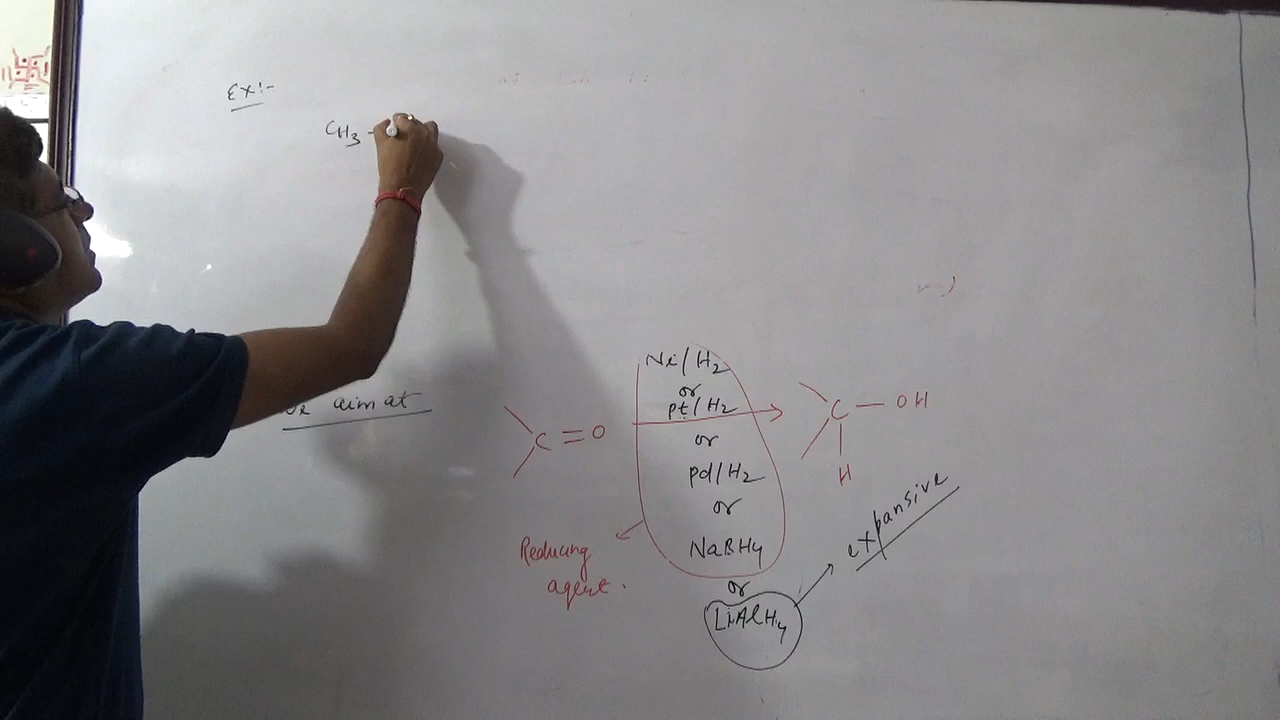 Ex:-
CH3 -
Ni/H2
or
pt/H2
or
pd/H2
or
NaBH4
or
LiAlH4
aim at
C = O
C — OH
H
Reducing
agent.
expansive